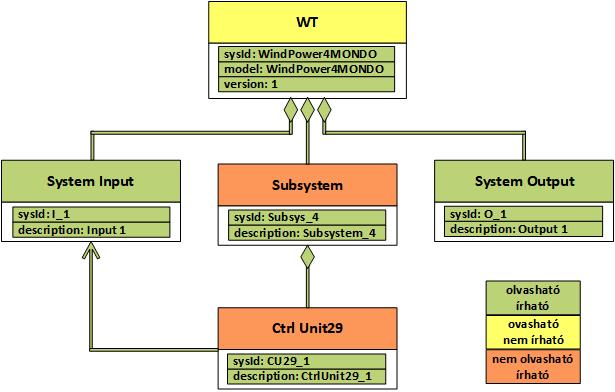 WT
sysId: WindPower4MONDO
model: WindPower4MONDO
version: 1
System Input
sysId: I_1
description: Input 1
Subsystem
sysId: Subsys_4
description: Subsystem_4
System Output
sysId: O_1
description: Output 1
Ctrl Unit29
sysId: CU29_1
description: CtrlUnit29_1
olvasható
írható
ovasható
nem írható
nem olvasható
írható